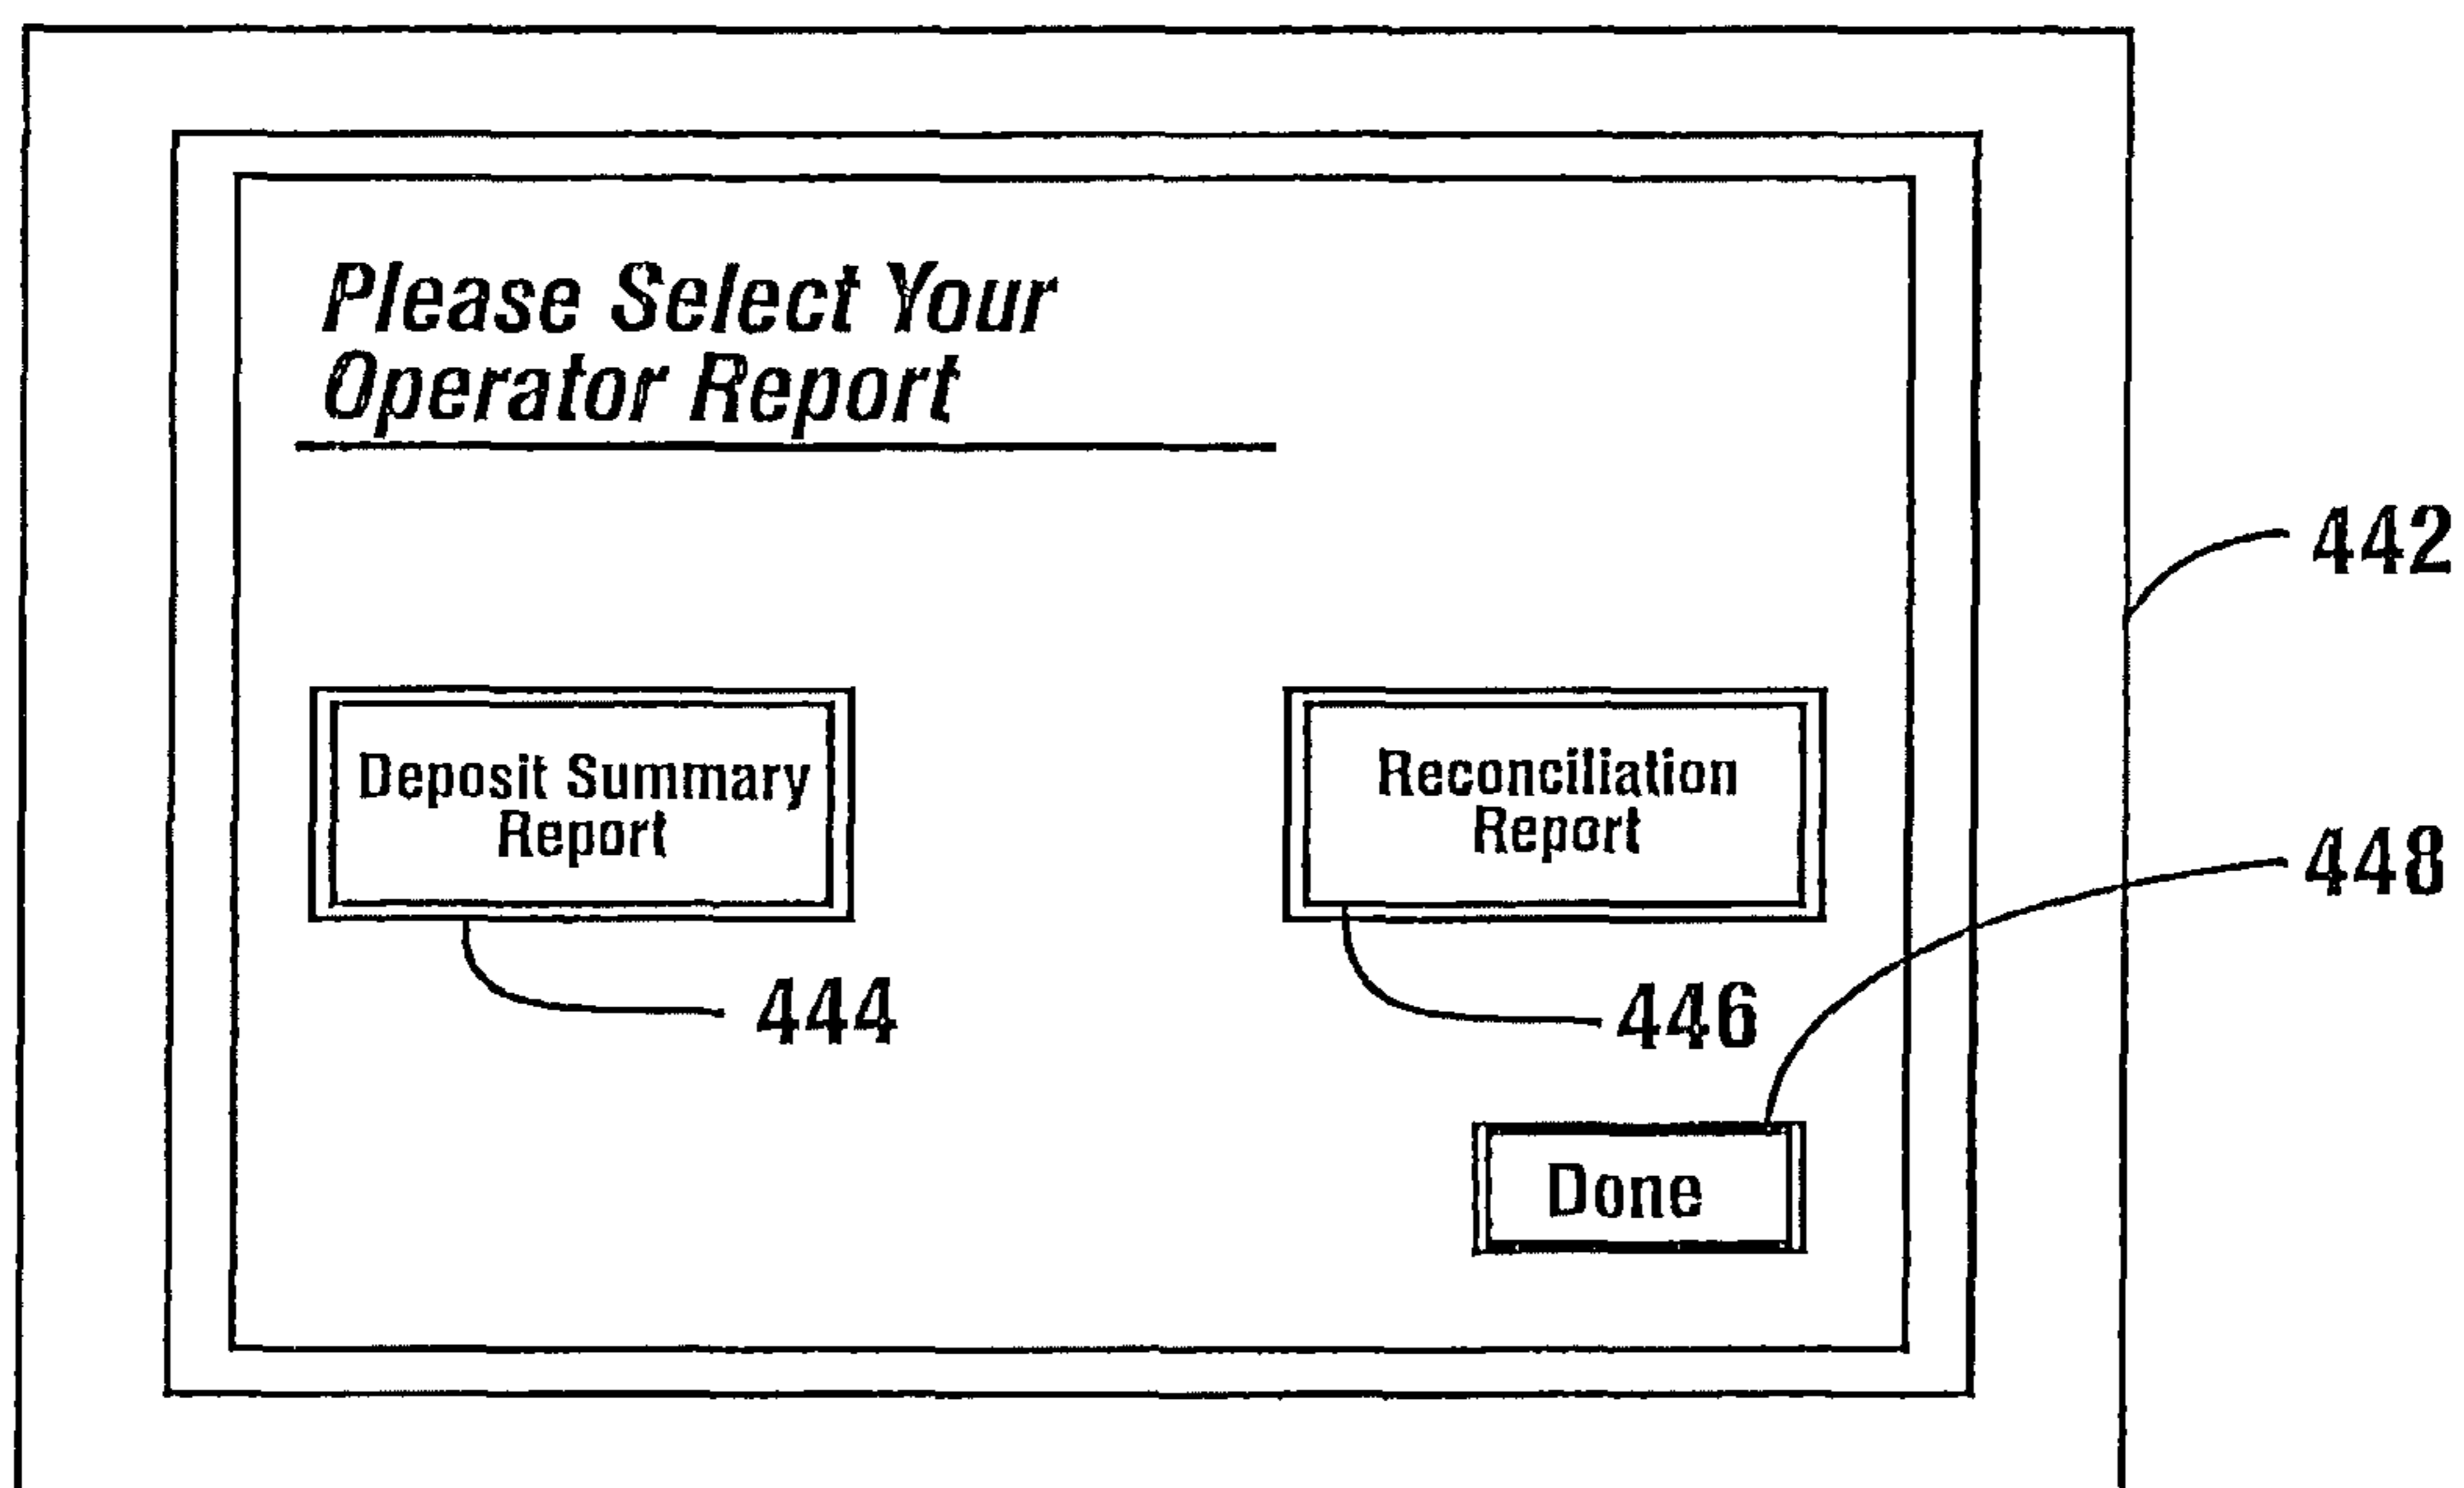 Please Select Your
Operator Report
442
Deposit Summary
Report
Reconciliation
Report
448
444
446
Done